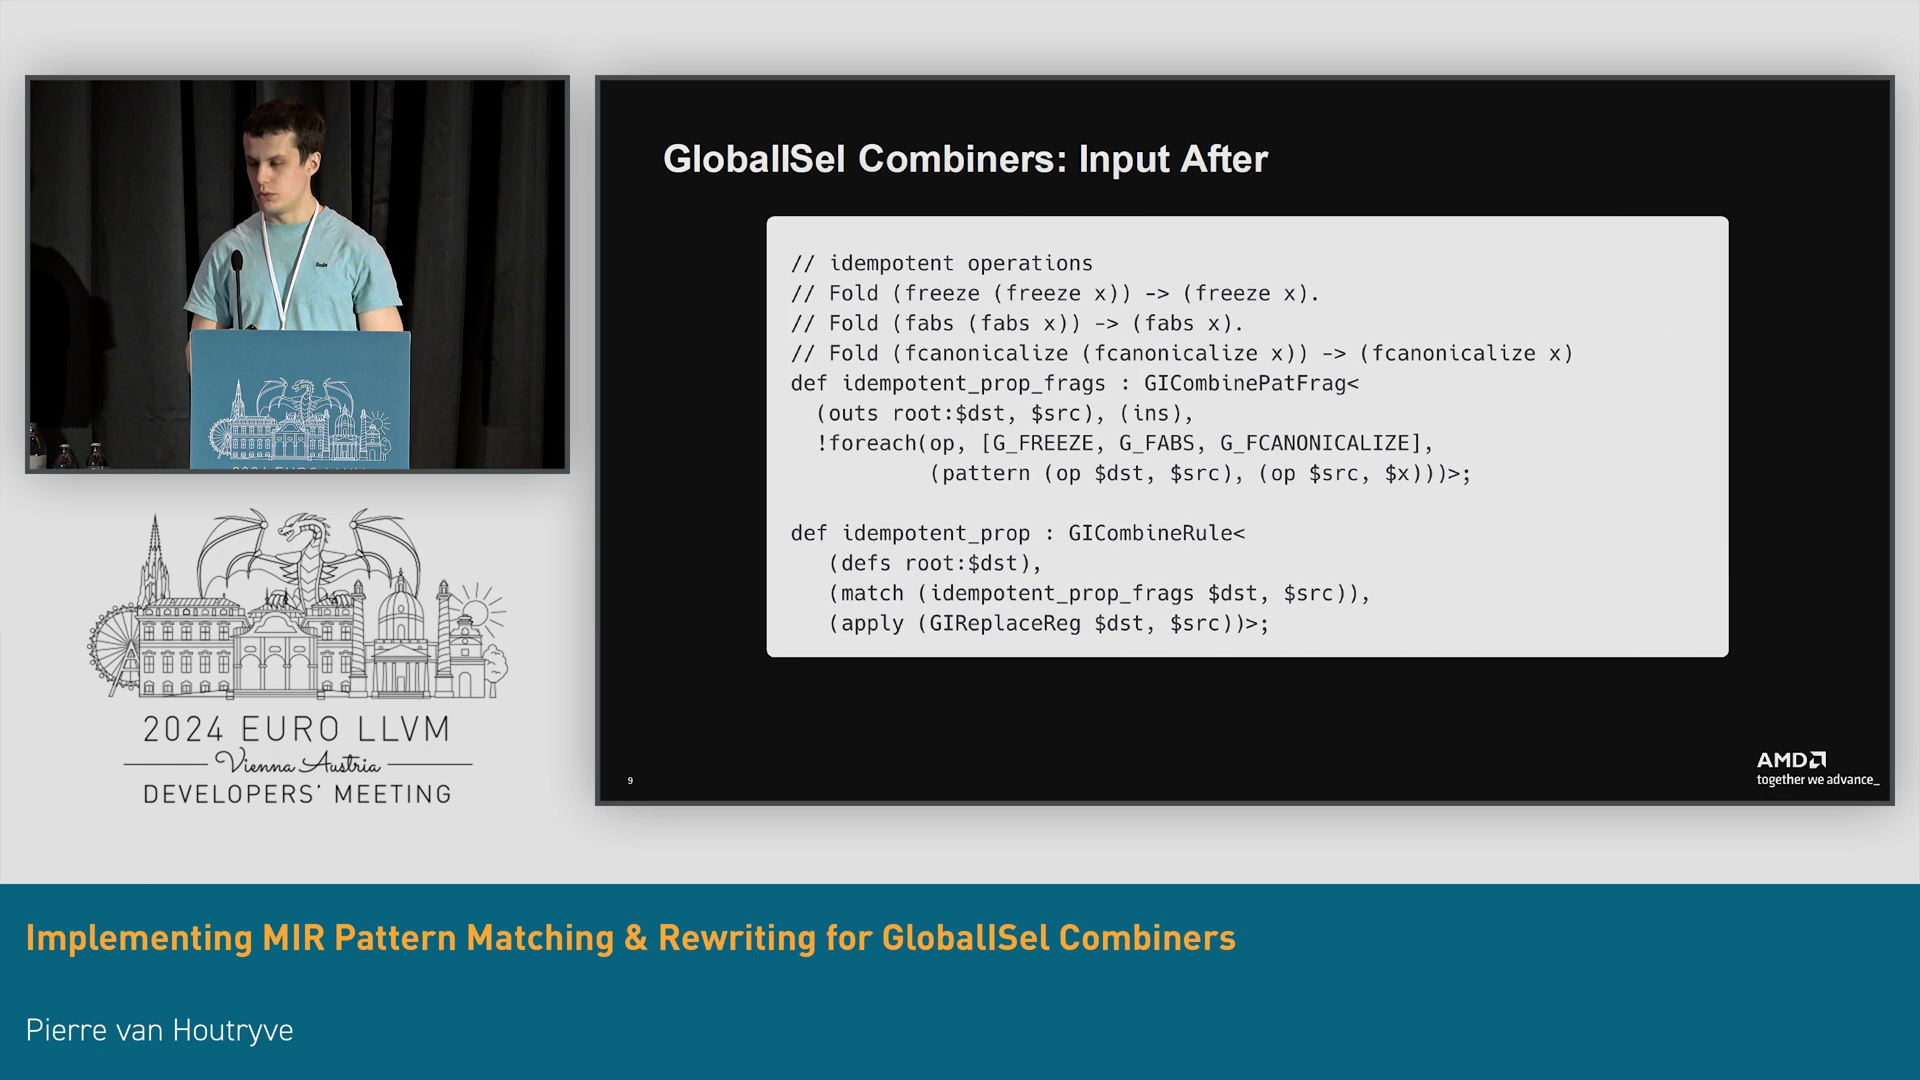 GlobalISel Combiners: Input After
// idempotent operations
// Fold (freeze (freeze x)) -> (freeze x).
// Fold (fabs (fabs x)) -> (fabs x).
// Fold (fcanonicalize (fcanonicalize x)) -> (fcanonicalize x)
def idempotent_prop_frags : GICombinePatFrag<
(outs root:$dst, $src), (ins),
!foreach(op, [G_FREEZE, G_FABS, G_FCANONICALIZE],
(pattern (op $dst, $src), (op $src, $x)))>;
def idempotent_prop : GICombineRule<
(defs root:$dst),
(match (idempotent_prop_frags $dst, $src)),
(apply (GIReplaceReg $dst, $src))>;
9
AMD
together we advance_
2024 EURO LLVM
Vienna Austria
DEVELOPERS' MEETING
Implementing MIR Pattern Matching & Rewriting for GlobalISel Combiners
Pierre van Houtryve